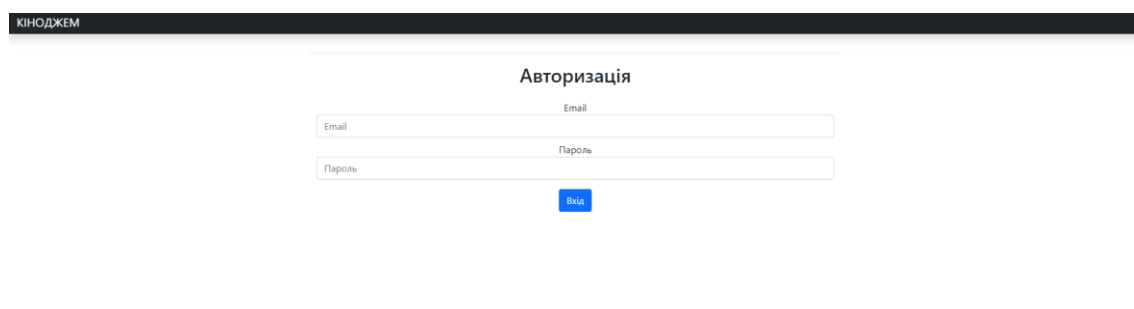 КІНОДЖЕМ
Авторизація
Email
Email
Пароль
Пароль
Вхід